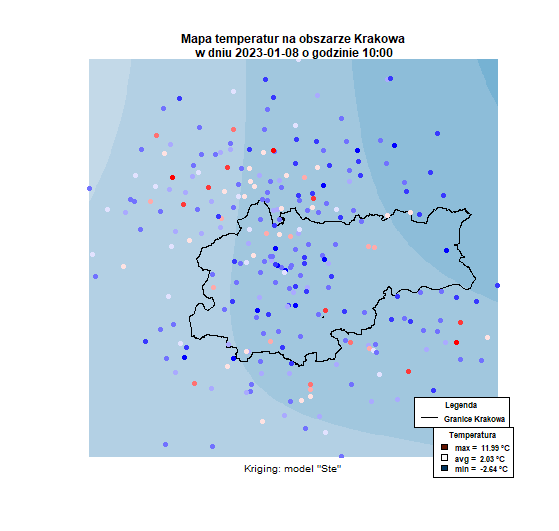 Mapa temperatur na obszarze Krakowa
w dniu 2023-01-08 o godzinie 10:00
Legenda
Granice Krakowa
Temperatura
max = 11.99 °C
avg = 2.03 °C
min = -2.64 °C
Kriging: model "Ste"